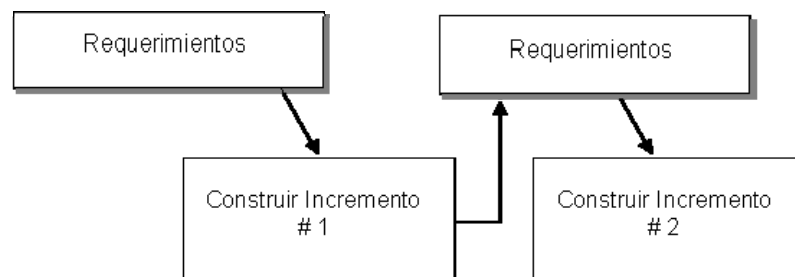 Requerimientos
Requerimientos
Construir Incremento
# 1
Construir Incremento
# 2